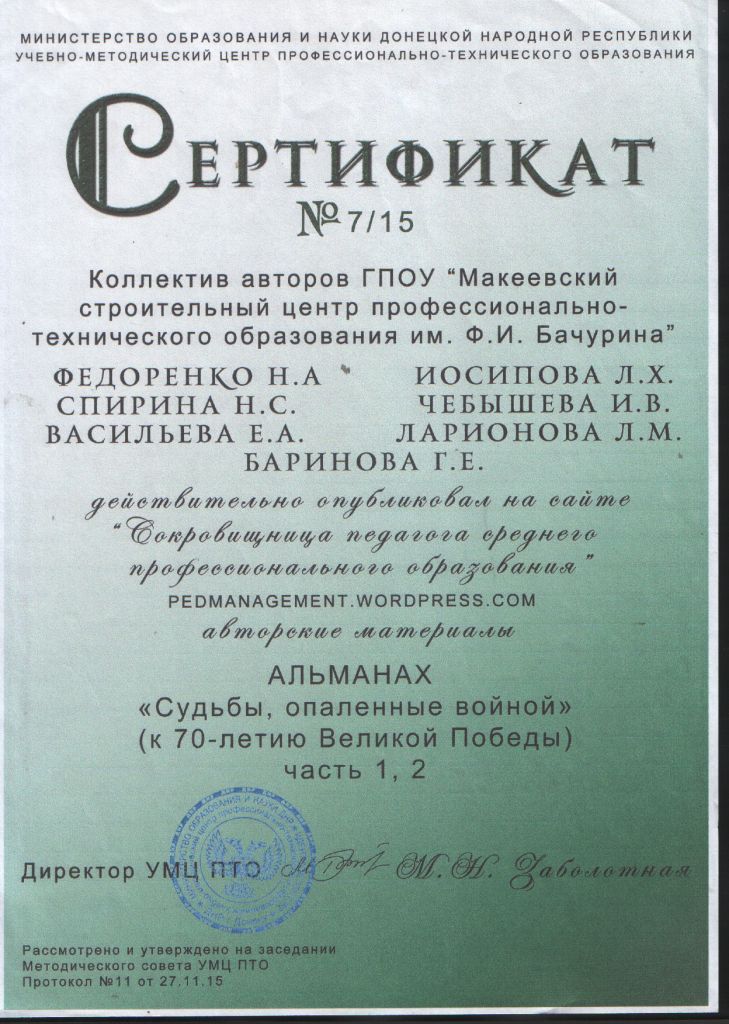 МИНИСТЕРСТВО ОБРАЗОВАНИЯ И НАУКИ ДОНЕЦКОЙ НАРОДНОЙ РЕСПУБЛИКИ
УЧЕБНО-МЕТОДИЧЕСКИЙ ЦЕНТР ПРОФЕССИОНАЛЬНО-ТЕХНИЧЕСКОГО ОБРАЗОВАНИЯ
СЕРТИФИКАТ
№ 7/15
Коллектив авторов ГПОУ “Макеевский
строительный центр профессионально-
технического образования им. Ф.И. Бачурина”
ФЕДОРЕНКО Н.А ИОСИПОВА Л.Х.
СПИРИНА Н.С. ЧЕБЫШЕВА И.В.
ВАСИЛЬЕВА Е.А. ЛАРИОНОВА Л.М.
БАРИНОВА Г.Е.
действительно опубликовал на сайте
“Сокровищница педагога среднего
профессионального образования”
PEDMANAGEMENT.WORDPRESS.COM
авторские материалы
АЛЬМАНАХ
«Судьбы, опаленные войной»
(к 70-летию Великой Победы)
часть 1, 2
Директор УМЦ ПТО М. Н. Заболотная
Рассмотрено и утверждено на заседании
Методического совета УМЦ ПТО
Протокол №11 от 27.11.15